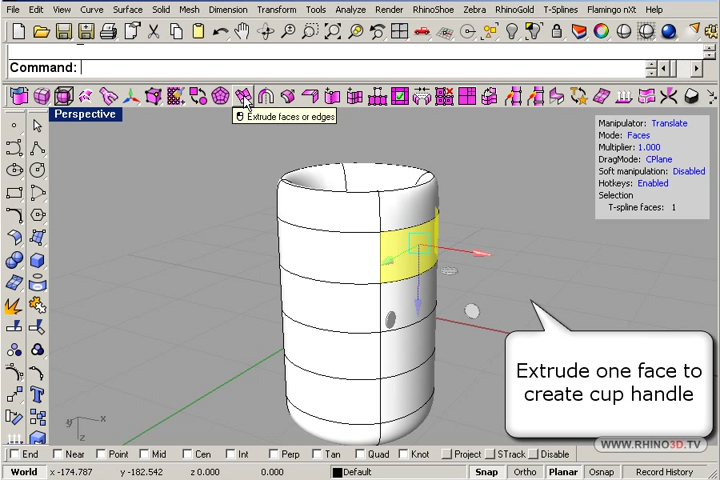 File Edit View Curve Surface Solid Mesh Dimension Transform Tools Analyze Render RhinoShoe Zebra RhinoGold T-Splines Flamingo nXt Help
Command:
Perspective
Extrude faces or edges
Manipulator: Translate
Mode: Faces
Multiplier: 1.000
DragMode: CPlane
Soft manipulation: Disabled
Hotkeys: Enabled
Selection
T-spline faces: 1
Extrude one face to
create cup handle
y x
z
WWW.RHINO3D.TV
End Near Point Mid Cen Int Perp Tan Quad Knot Project STrack Disable
World x -174.787 y -182.542 z 0.000 0.000 Default Snap Ortho Planar Osnap Record History